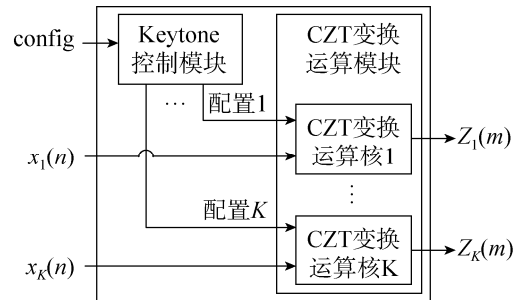 config
Keytone
控制模块
CZT变换
运算模块
···
配置1
CZT变换
运算核1
Z₁(m)
x₁(n)
⋮
配置K
CZT变换
运算核K
Z_K(m)
x_K(n)